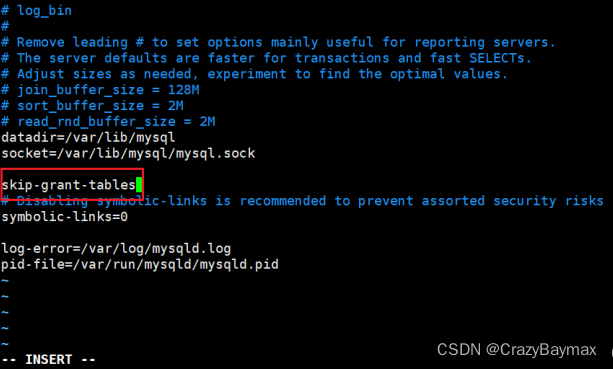 # log_bin
#
# Remove leading # to set options mainly useful for reporting servers.
# The server defaults are faster for transactions and fast SELECTs.
# Adjust sizes as needed, experiment to find the optimal values.
# join_buffer_size = 128M
# sort_buffer_size = 2M
# read_rnd_buffer_size = 2M
datadir=/var/lib/mysql
socket=/var/lib/mysql/mysql.sock
skip-grant-tables
# Disabling symbolic-links is recommended to prevent assorted security risks
symbolic-links=0
log-error=/var/log/mysqld.log
pid-file=/var/run/mysqld/mysqld.pid
~
~
~
~
~
-- INSERT --
CSDN @CrazyBaymax